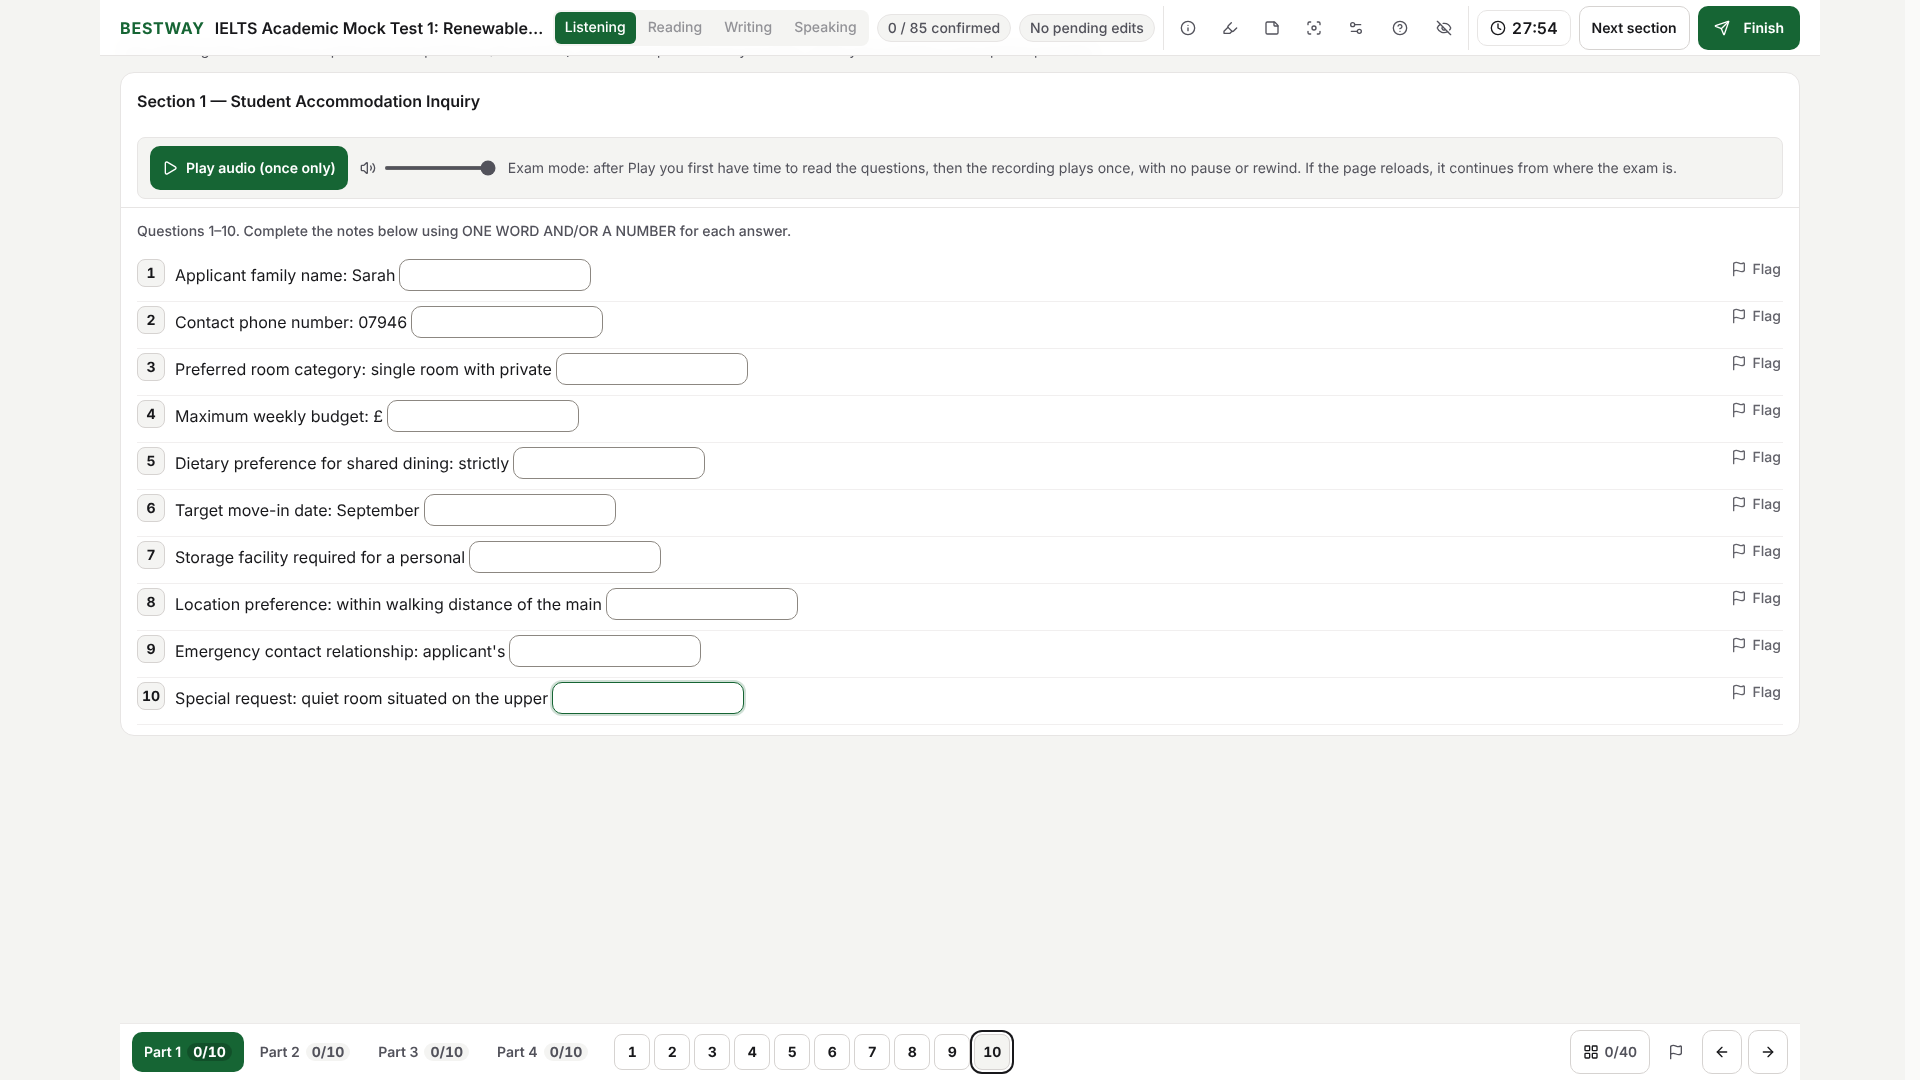 BESTWAY IELTS Academic Mock Test 1: Renewable... Listening Reading Writing Speaking 0 / 85 confirmed No pending edits 27:54 Next section Finish
Section 1 — Student Accommodation Inquiry
Play audio (once only) Exam mode: after Play you first have time to read the questions, then the recording plays once, with no pause or rewind. If the page reloads, it continues from where the exam is.
Questions 1–10. Complete the notes below using ONE WORD AND/OR A NUMBER for each answer.
1 Applicant family name: Sarah Flag
2 Contact phone number: 07946 Flag
3 Preferred room category: single room with private Flag
4 Maximum weekly budget: £ Flag
5 Dietary preference for shared dining: strictly Flag
6 Target move-in date: September Flag
7 Storage facility required for a personal Flag
8 Location preference: within walking distance of the main Flag
9 Emergency contact relationship: applicant's Flag
10 Special request: quiet room situated on the upper Flag
Part 1 0/10 Part 2 0/10 Part 3 0/10 Part 4 0/10 1 2 3 4 5 6 7 8 9 10 0/40